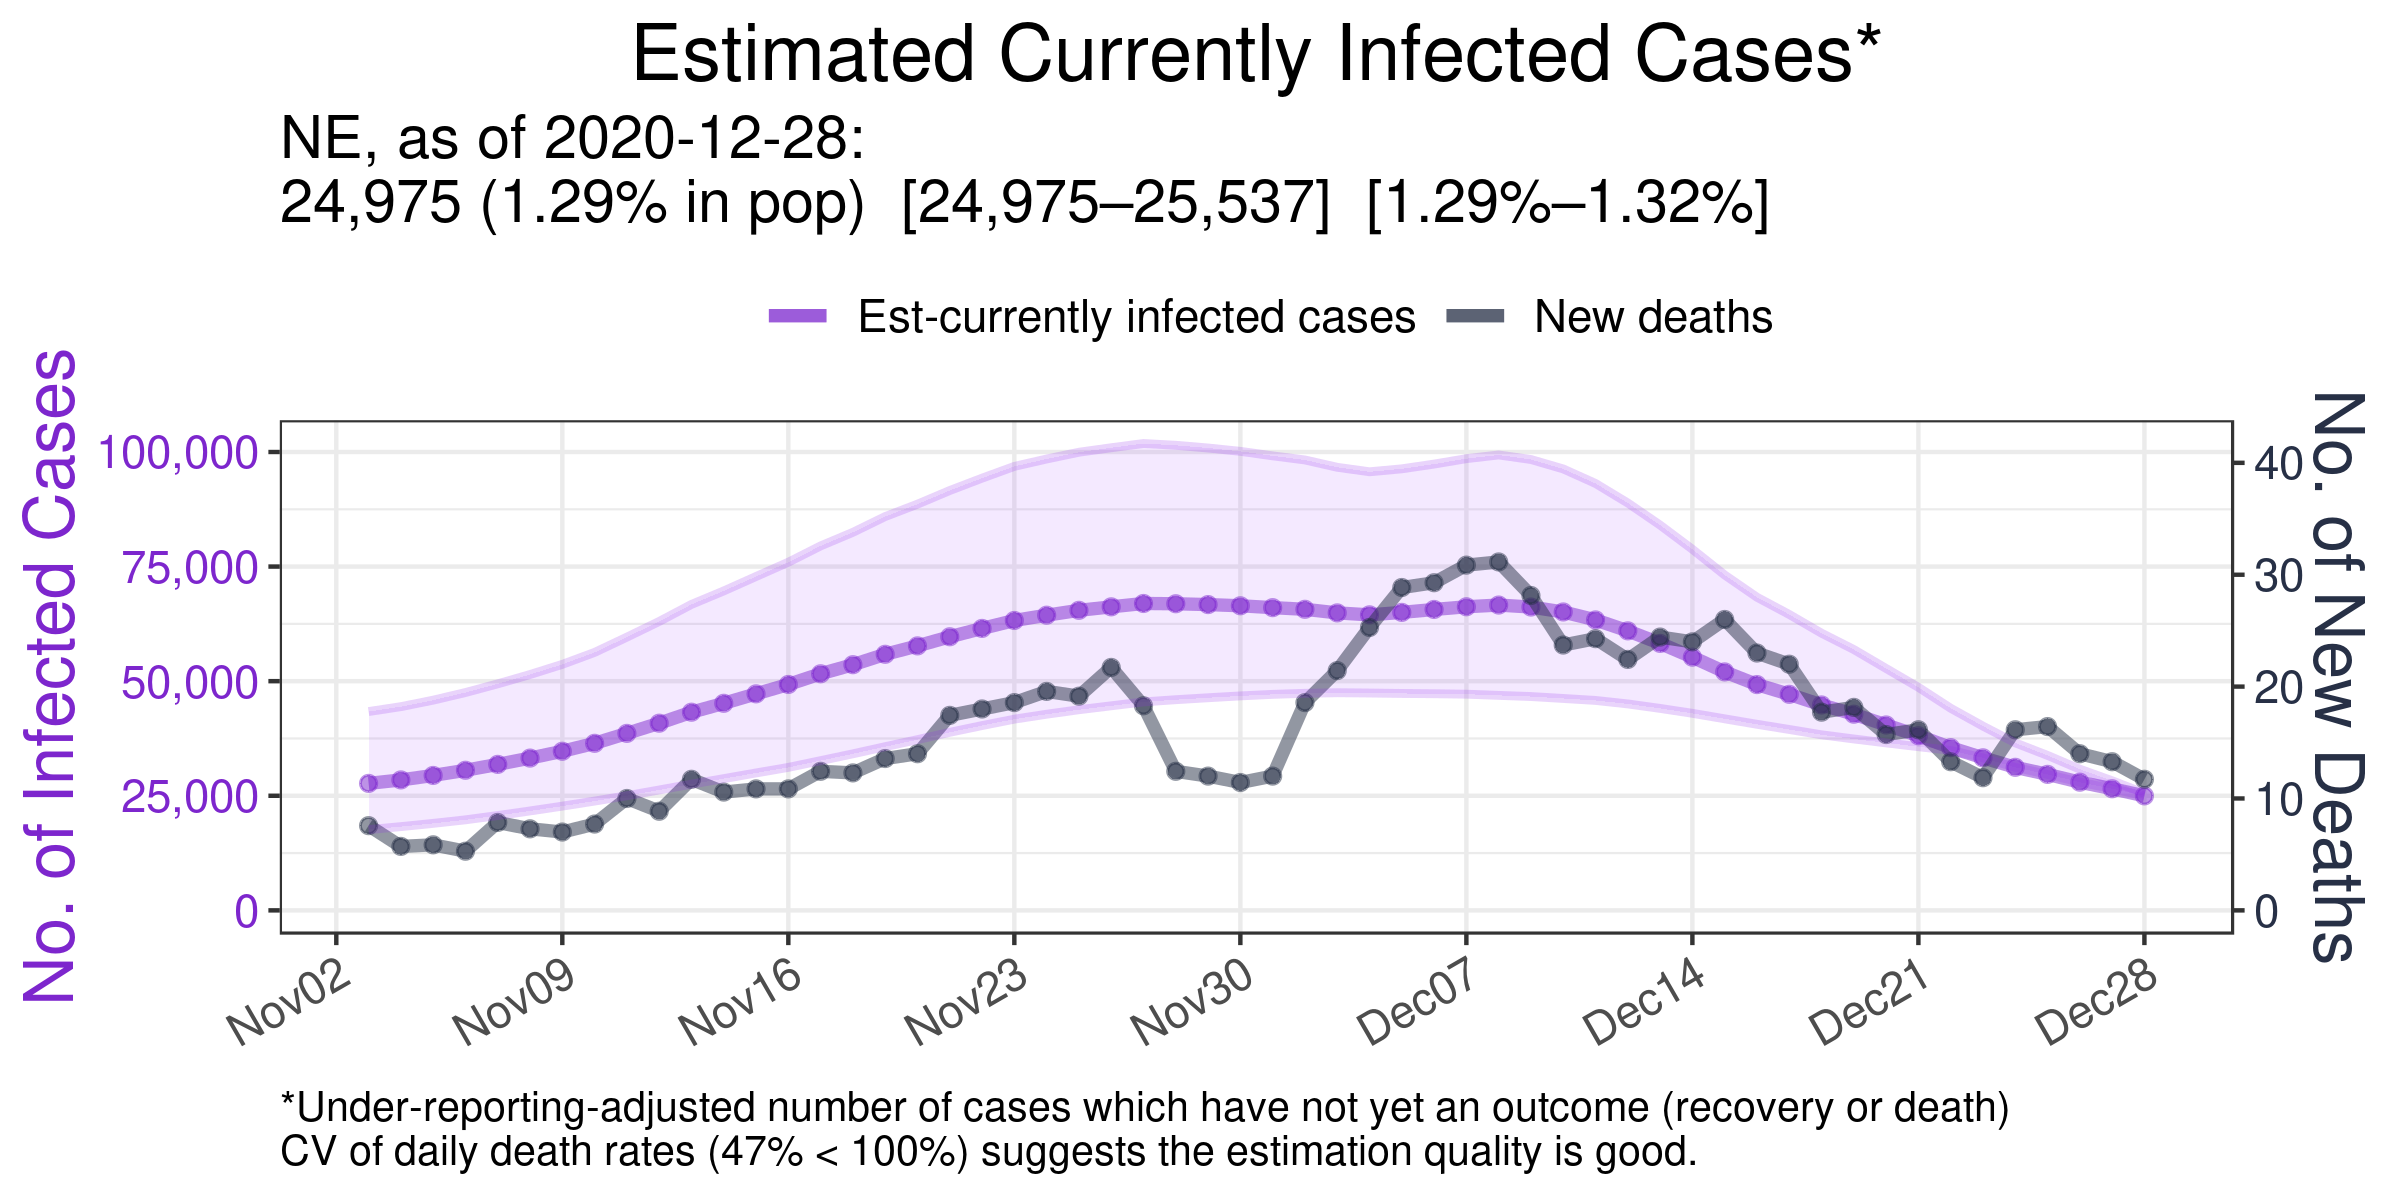 Estimated Currently Infected Cases*
NE, as of 2020-12-28:
24,975 (1.29% in pop)  [24,975–25,537]  [1.29%–1.32%]
Est-currently infected cases
New deaths
No. of Infected Cases
100,000
75,000
50,000
25,000
0
40
30
20
10
0
No. of New Deaths
Nov02
Nov09
Nov16
Nov23
Nov30
Dec07
Dec14
Dec21
Dec28
*Under-reporting-adjusted number of cases which have not yet an outcome (recovery or death)
CV of daily death rates (47% < 100%) suggests the estimation quality is good.